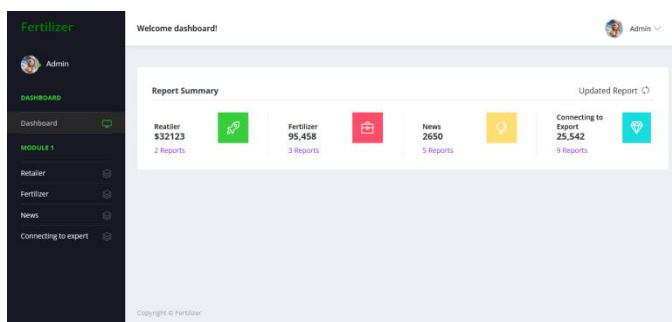 Fertilizer
Welcome dashboard!
Admin
Admin
DASHBOARD
Dashboard
MODULE 1
Retailer
Fertilizer
News
Connecting to expert
Report Summary
Updated Report
Reatiler
$32123
2 Reports
Fertilizer
95,458
3 Reports
News
2650
5 Reports
Connecting to
Export
25,542
9 Reports
Copyright © Fertilizer